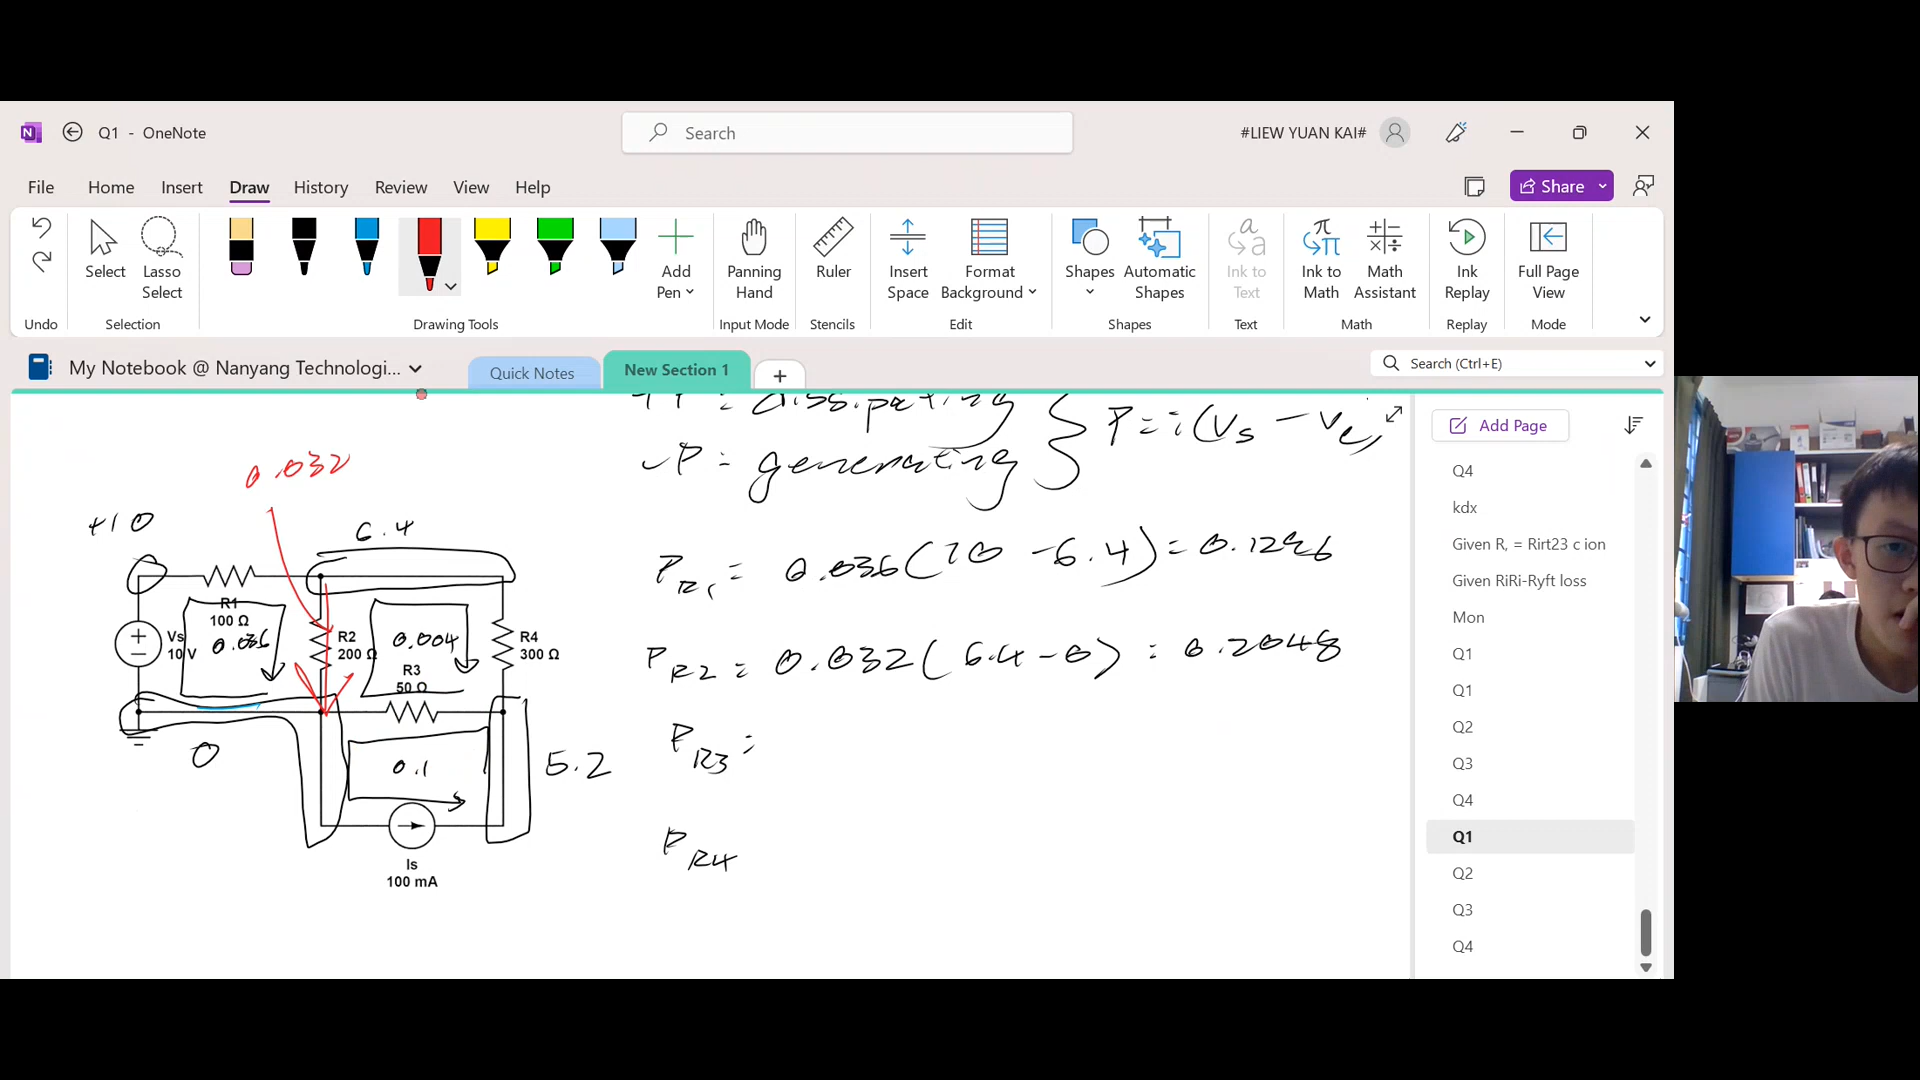 Q1 - OneNote
Search
#LIEW YUAN KAI#
File Home Insert Draw History Review View Help
Share
Select
Lasso Select
Add Pen
Panning Hand
Ruler
Insert Space
Format Background
Shapes
Automatic Shapes
Ink to Text
Ink to Math
Math Assistant
Ink Replay
Full Page View
Undo
Selection
Drawing Tools
Input Mode
Stencils
Edit
Shapes
Text
Math
Replay
Mode
My Notebook @ Nanyang Technologi...
Quick Notes
New Section 1
Search (Ctrl+E)
+P = dissipating
-P = generating
P = i(Vs - Ve)
0.032
+10
6.4
R1
100 Ω
0.036
Vs
10 V
R2
200 Ω
0.004
R3
50 Ω
R4
300 Ω
0
0.1
5.2
Is
100 mA
PR1 = 0.036(10 - 6.4) = 0.1296
PR2 = 0.032(6.4 - 0) = 0.2048
PR3 =
PR4
Add Page
Q4
kdx
Given R, = Rirt23 c ion
Given RiRi-Ryft loss
Mon
Q1
Q1
Q2
Q3
Q4
Q1
Q2
Q3
Q4